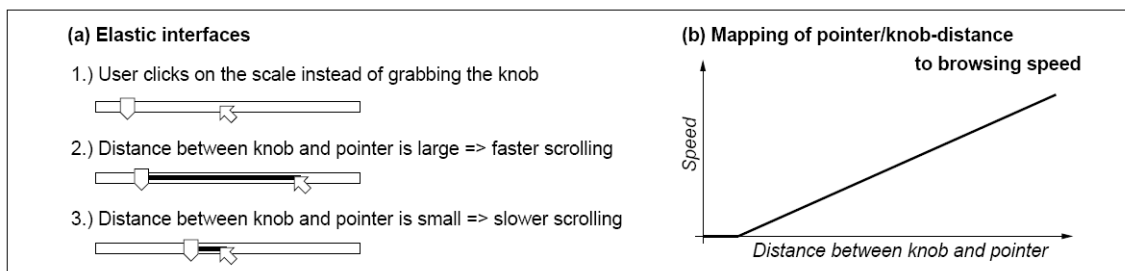 (a) Elastic interfaces
1.) User clicks on the scale instead of grabbing the knob
2.) Distance between knob and pointer is large => faster scrolling
3.) Distance between knob and pointer is small => slower scrolling
(b) Mapping of pointer/knob-distance
to browsing speed
Speed
Distance between knob and pointer